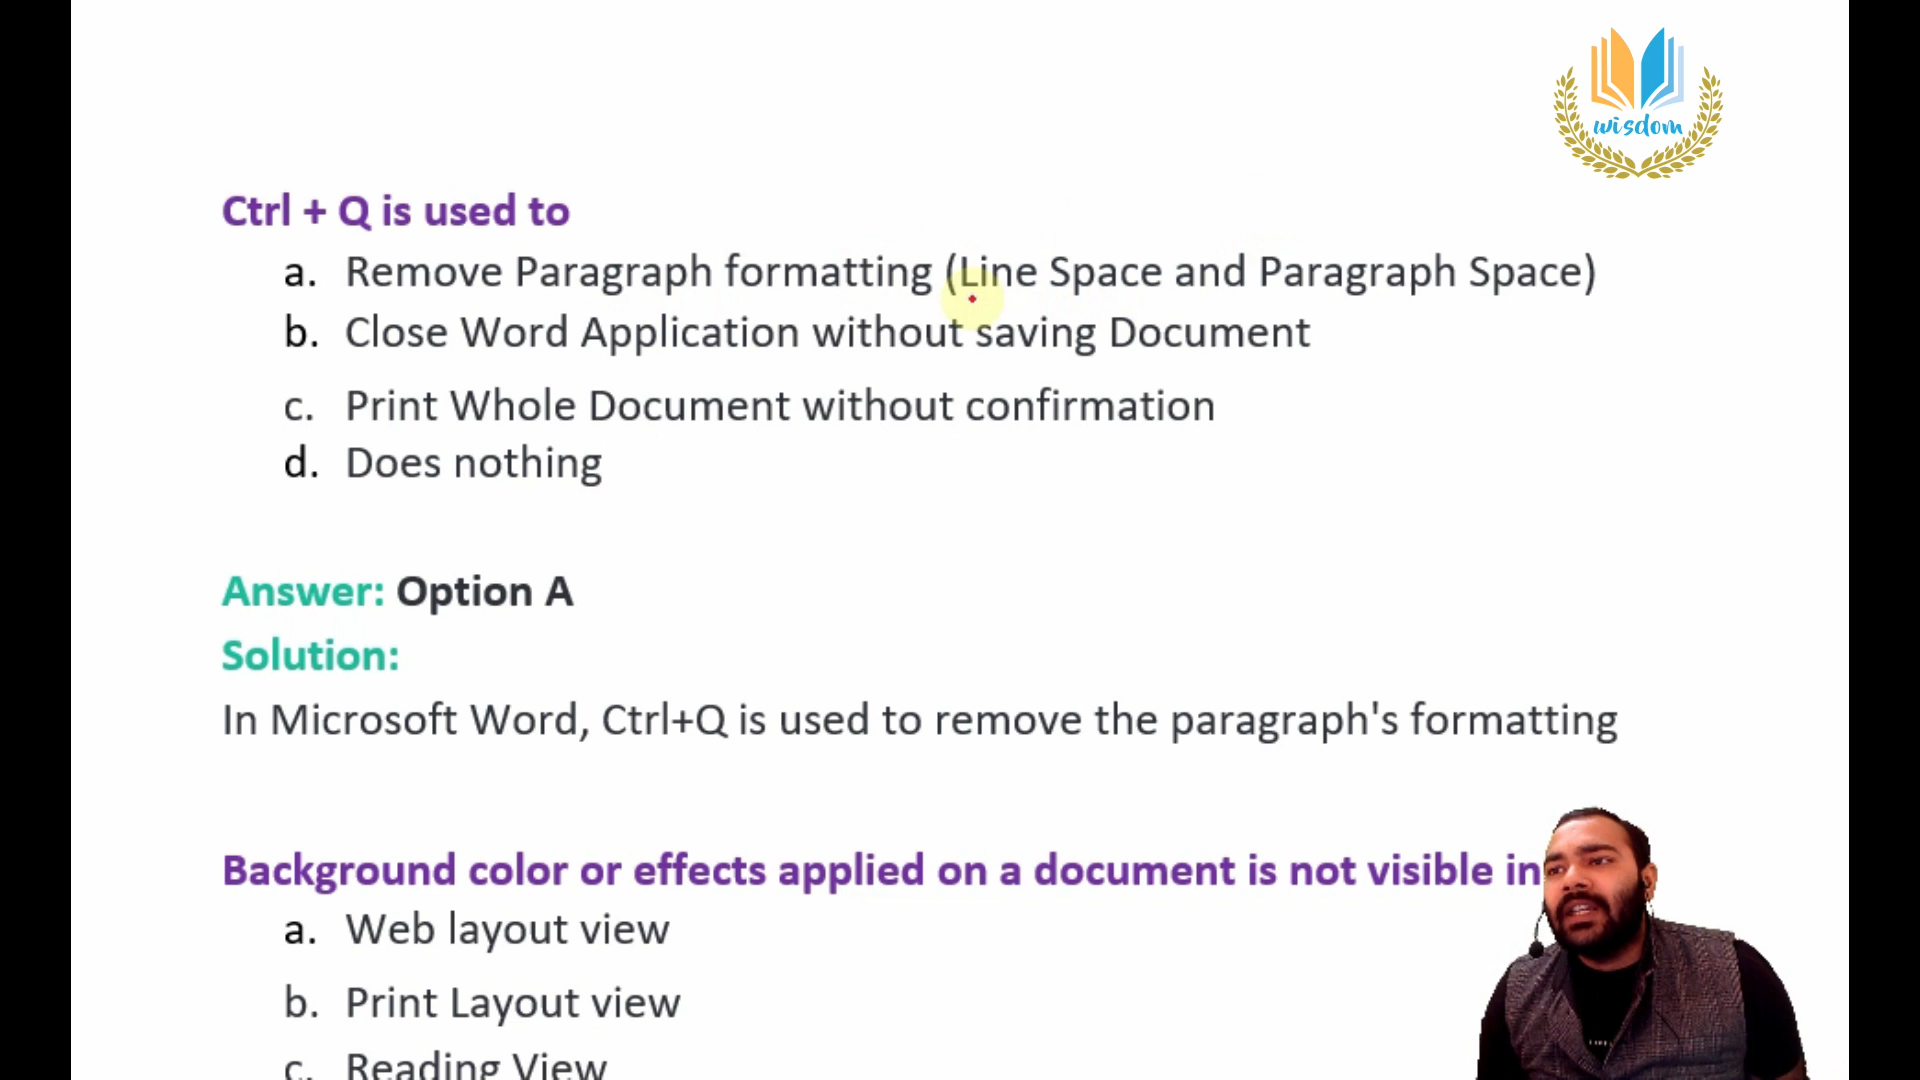 wisdom
Ctrl + Q is used to
a. Remove Paragraph formatting (Line Space and Paragraph Space)
b. Close Word Application without saving Document
c. Print Whole Document without confirmation
d. Does nothing
Answer: Option A
Solution:
In Microsoft Word, Ctrl+Q is used to remove the paragraph's formatting
Background color or effects applied on a document is not visible in
a. Web layout view
b. Print Layout view
c. Reading View